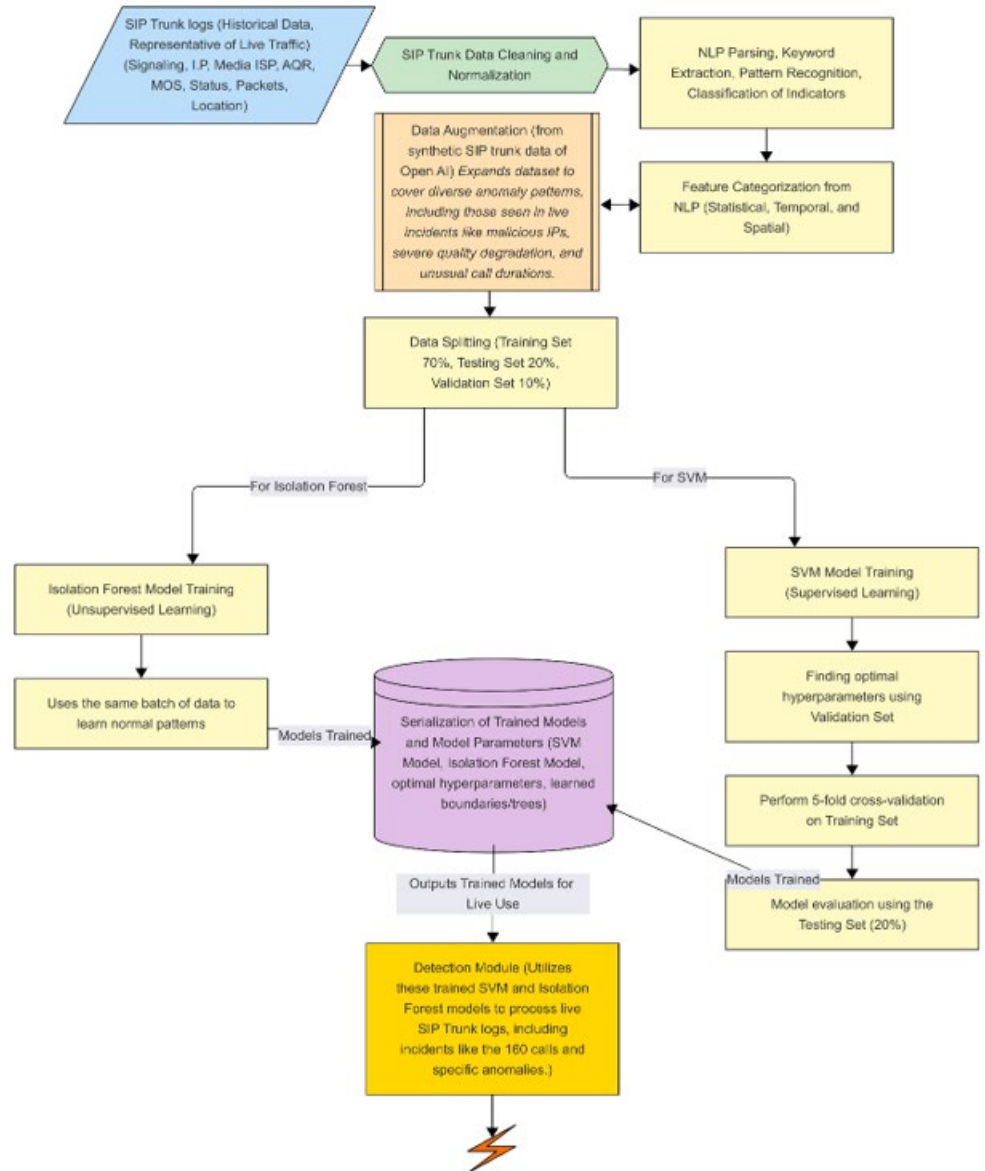 SIP Trunk logs (Historical Data,
Representative of Live Traffic)
(Signaling, I.P, Media ISP, AQR,
MOS, Status, Packets,
Location)
SIP Trunk Data Cleaning and
Normalization
NLP Parsing, Keyword
Extraction, Pattern Recognition,
Classification of Indicators
Data Augmentation (from
synthetic SIP trunk data of
Open AI) Expands dataset to
cover diverse anomaly patterns,
including those seen in live
incidents like malicious IPs,
severe quality degradation, and
unusual call durations.
Feature Categorization from
NLP (Statistical, Temporal, and
Spatial)
Data Splitting (Training Set
70%, Testing Set 20%,
Validation Set 10%)
For Isolation Forest
For SVM
Isolation Forest Model Training
(Unsupervised Learning)
SVM Model Training
(Supervised Learning)
Uses the same batch of data to
learn normal patterns
Finding optimal
hyperparameters using
Validation Set
Models Trained
Serialization of Trained Models
and Model Parameters (SVM
Model, Isolation Forest Model,
optimal hyperparameters, learned
boundaries/trees)
Perform 5-fold cross-validation
on Training Set
Models Trained
Model evaluation using the
Testing Set (20%)
Outputs Trained Models for
Live Use
Detection Module (Utilizes
these trained SVM and Isolation
Forest models to process live
SIP Trunk logs, including
incidents like the 160 calls and
specific anomalies.)